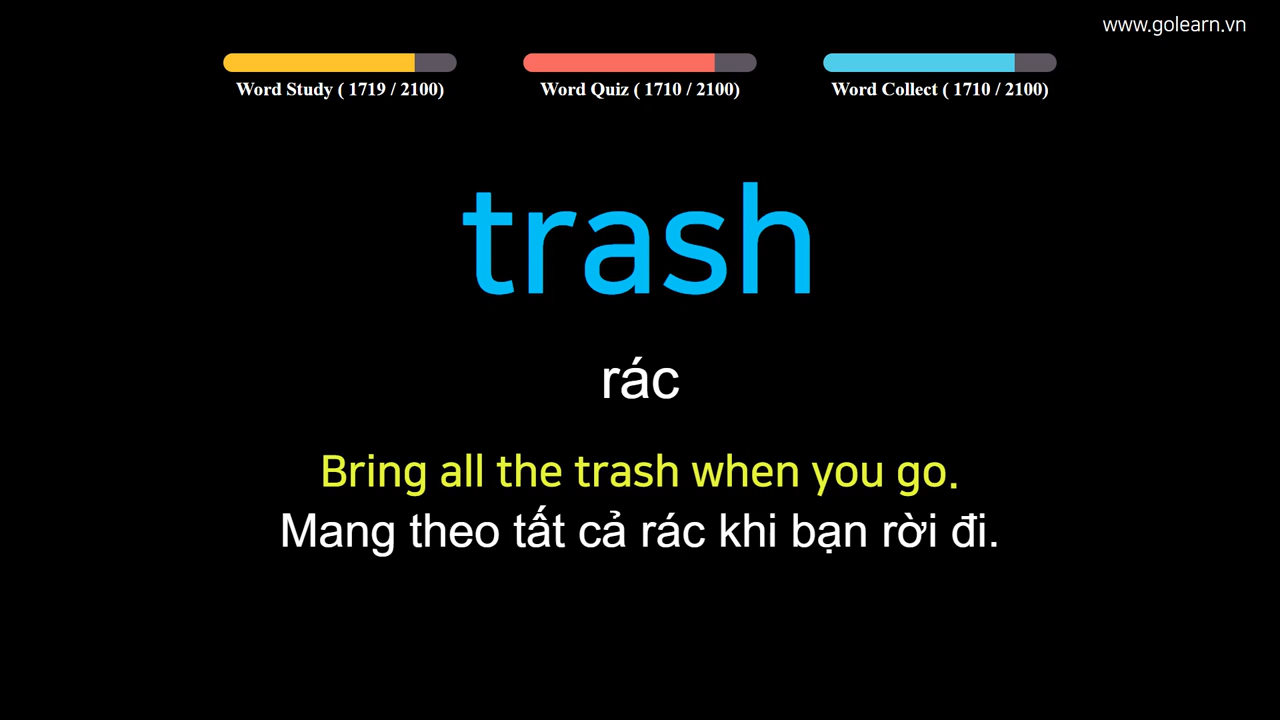 www.golearn.vn
Word Study ( 1719 / 2100)
Word Quiz ( 1710 / 2100)
Word Collect ( 1710 / 2100)
trash
rác
Bring all the trash when you go.
Mang theo tất cả rác khi bạn rời đi.